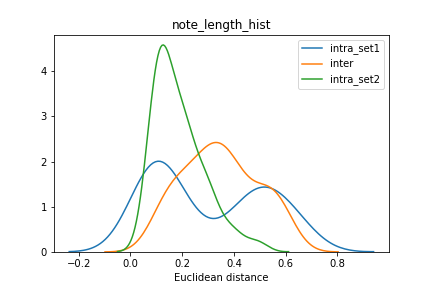 note_length_hist
intra_set1
inter
intra_set2
4
3
2
1
0
−0.2 0.0 0.2 0.4 0.6 0.8
Euclidean distance